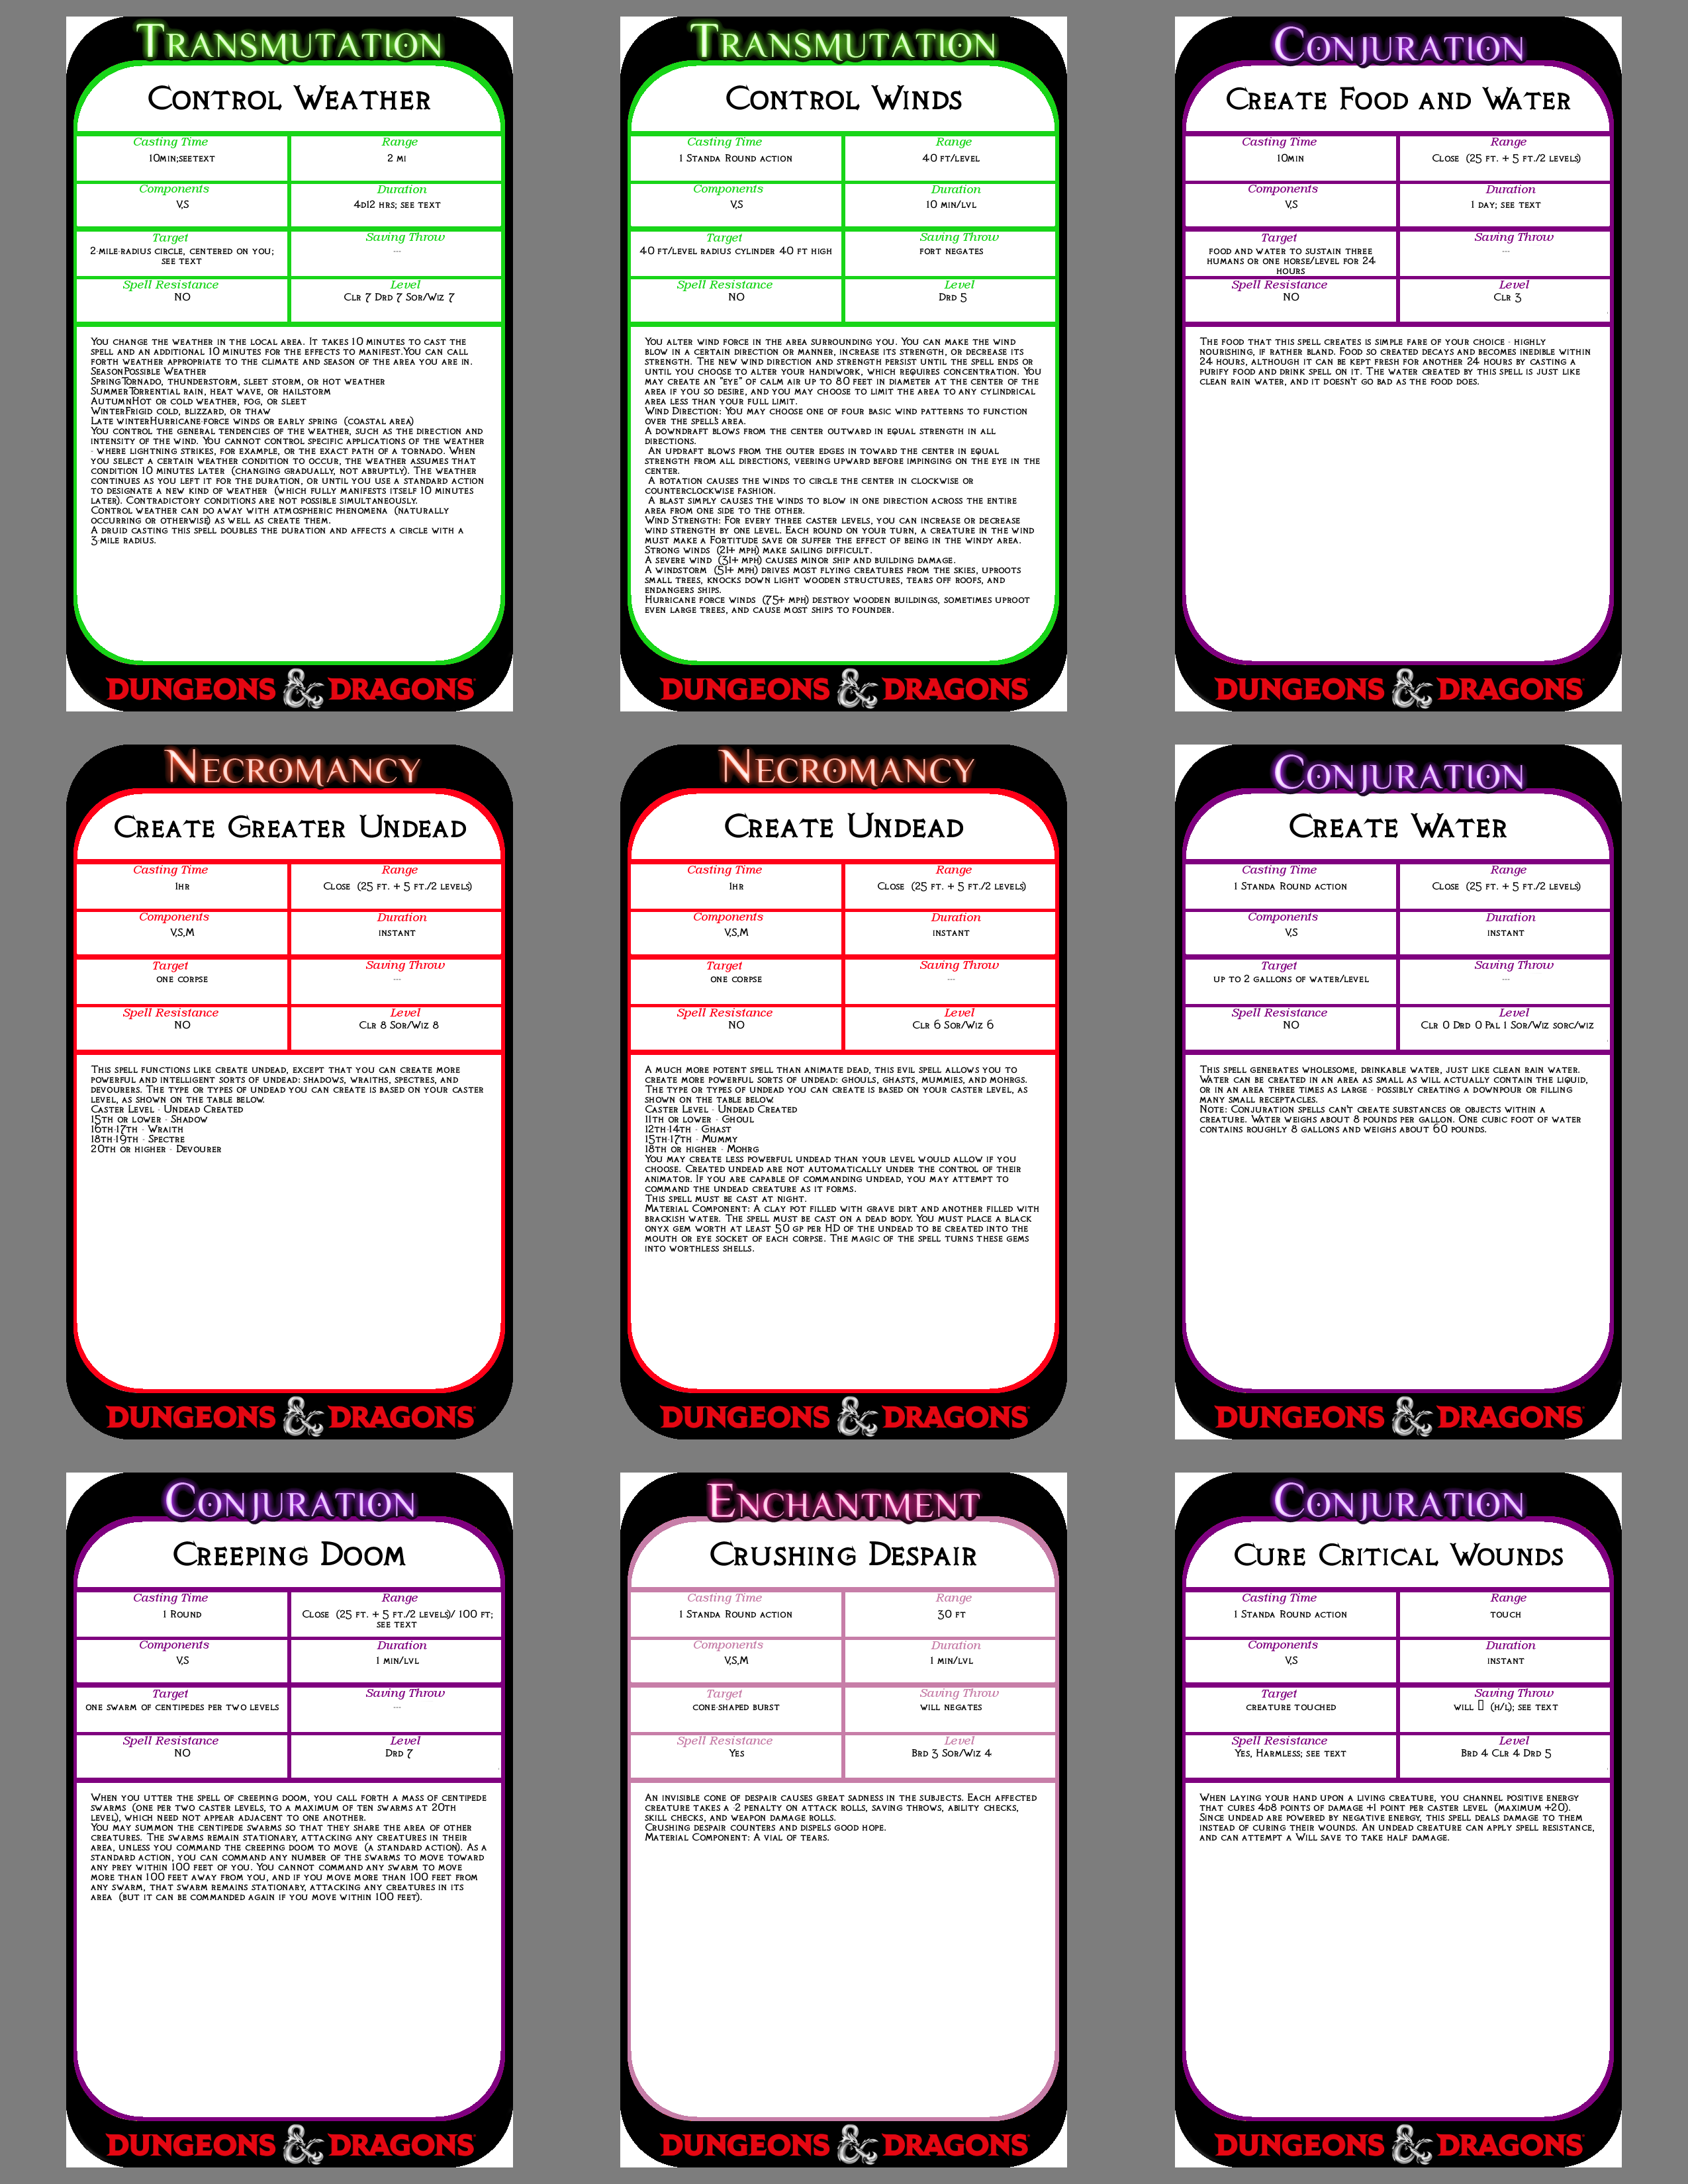 Transmutation
Control Weather
Casting Time
10min;seetext
Range
2 mi
Components
V,S
Duration
4d12 hrs; see text
Target
2-mile-radius circle, centered on you;
see text
Saving Throw
---
Spell Resistance
NO
Level
Clr 7 Drd 7 Sor/Wiz 7
You change the weather in the local area. It takes 10 minutes to cast the
spell and an additional 10 minutes for the effects to manifest.You can call
forth weather appropriate to the climate and season of the area you are in.
SeasonPossible Weather
SpringTornado, thunderstorm, sleet storm, or hot weather
SummerTorrential rain, heat wave, or hailstorm
AutumnHot or cold weather, fog, or sleet
WinterFrigid cold, blizzard, or thaw
Late winterHurricane-force winds or early spring (coastal area)
You control the general tendencies of the weather, such as the direction and
intensity of the wind. You cannot control specific applications of the weather
- where lightning strikes, for example, or the exact path of a tornado. When
you select a certain weather condition to occur, the weather assumes that
condition 10 minutes later (changing gradually, not abruptly). The weather
continues as you left it for the duration, or until you use a standard action
to designate a new kind of weather (which fully manifests itself 10 minutes
later). Contradictory conditions are not possible simultaneously.
Control weather can do away with atmospheric phenomena (naturally
occurring or otherwise) as well as create them.
A druid casting this spell doubles the duration and affects a circle with a
3-mile radius.
DUNGEONS & DRAGONS
Transmutation
Control Winds
Casting Time
1 Standa Round action
Range
40 ft/level
Components
V,S
Duration
10 min/lvl
Target
40 ft/level radius cylinder 40 ft high
Saving Throw
fort negates
Spell Resistance
NO
Level
Drd 5
You alter wind force in the area surrounding you. You can make the wind
blow in a certain direction or manner, increase its strength, or decrease its
strength. The new wind direction and strength persist until the spell ends or
until you choose to alter your handiwork, which requires concentration. You
may create an "eye" of calm air up to 80 feet in diameter at the center of the
area if you so desire, and you may choose to limit the area to any cylindrical
area less than your full limit.
Wind Direction: You may choose one of four basic wind patterns to function
over the spell's area.
A downdraft blows from the center outward in equal strength in all
directions.
An updraft blows from the outer edges in toward the center in equal
strength from all directions, veering upward before impinging on the eye in the
center.
A rotation causes the winds to circle the center in clockwise or
counterclockwise fashion.
A blast simply causes the winds to blow in one direction across the entire
area from one side to the other.
Wind Strength: For every three caster levels, you can increase or decrease
wind strength by one level. Each round on your turn, a creature in the wind
must make a Fortitude save or suffer the effect of being in the windy area.
Strong winds (21+ mph) make sailing difficult.
A severe wind (31+ mph) causes minor ship and building damage.
A windstorm (51+ mph) drives most flying creatures from the skies, uproots
small trees, knocks down light wooden structures, tears off roofs, and
endangers ships.
Hurricane force winds (75+ mph) destroy wooden buildings, sometimes uproot
even large trees, and cause most ships to founder.
DUNGEONS & DRAGONS
Conjuration
Create Food and Water
Casting Time
10min
Range
Close (25 ft. + 5 ft./2 levels)
Components
V,S
Duration
1 day; see text
Target
food and water to sustain three
humans or one horse/level for 24
hours
Saving Throw
---
Spell Resistance
NO
Level
Clr 3
The food that this spell creates is simple fare of your choice - highly
nourishing, if rather bland. Food so created decays and becomes inedible within
24 hours, although it can be kept fresh for another 24 hours by casting a
purify food and drink spell on it. The water created by this spell is just like
clean rain water, and it doesn't go bad as the food does.
DUNGEONS & DRAGONS
Necromancy
Create Greater Undead
Casting Time
1hr
Range
Close (25 ft. + 5 ft./2 levels)
Components
V,S,M
Duration
instant
Target
one corpse
Saving Throw
---
Spell Resistance
NO
Level
Clr 8 Sor/Wiz 8
This spell functions like create undead, except that you can create more
powerful and intelligent sorts of undead: shadows, wraiths, spectres, and
devourers. The type or types of undead you can create is based on your caster
level, as shown on the table below.
Caster Level - Undead Created
15th or lower - Shadow
16th-17th - Wraith
18th-19th - Spectre
20th or higher - Devourer
DUNGEONS & DRAGONS
Necromancy
Create Undead
Casting Time
1hr
Range
Close (25 ft. + 5 ft./2 levels)
Components
V,S,M
Duration
instant
Target
one corpse
Saving Throw
---
Spell Resistance
NO
Level
Clr 6 Sor/Wiz 6
A much more potent spell than animate dead, this evil spell allows you to
create more powerful sorts of undead: ghouls, ghasts, mummies, and mohrgs.
The type or types of undead you can create is based on your caster level, as
shown on the table below.
Caster Level - Undead Created
11th or lower - Ghoul
12th-14th - Ghast
15th-17th - Mummy
18th or higher - Mohrg
You may create less powerful undead than your level would allow if you
choose. Created undead are not automatically under the control of their
animator. If you are capable of commanding undead, you may attempt to
command the undead creature as it forms.
This spell must be cast at night.
Material Component: A clay pot filled with grave dirt and another filled with
brackish water. The spell must be cast on a dead body. You must place a black
onyx gem worth at least 50 gp per HD of the undead to be created into the
mouth or eye socket of each corpse. The magic of the spell turns these gems
into worthless shells.
DUNGEONS & DRAGONS
Conjuration
Create Water
Casting Time
1 Standa Round action
Range
Close (25 ft. + 5 ft./2 levels)
Components
V,S
Duration
instant
Target
up to 2 gallons of water/level
Saving Throw
---
Spell Resistance
NO
Level
Clr 0 Drd 0 Pal 1 Sor/Wiz sorc/wiz
This spell generates wholesome, drinkable water, just like clean rain water.
Water can be created in an area as small as will actually contain the liquid,
or in an area three times as large - possibly creating a downpour or filling
many small receptacles.
Note: Conjuration spells can't create substances or objects within a
creature. Water weighs about 8 pounds per gallon. One cubic foot of water
contains roughly 8 gallons and weighs about 60 pounds.
DUNGEONS & DRAGONS
Conjuration
Creeping Doom
Casting Time
1 Round
Range
Close (25 ft. + 5 ft./2 levels)/ 100 ft;
see text
Components
V,S
Duration
1 min/lvl
Target
one swarm of centipedes per two levels
Saving Throw
---
Spell Resistance
NO
Level
Drd 7
When you utter the spell of creeping doom, you call forth a mass of centipede
swarms (one per two caster levels, to a maximum of ten swarms at 20th
level), which need not appear adjacent to one another.
You may summon the centipede swarms so that they share the area of other
creatures. The swarms remain stationary, attacking any creatures in their
area, unless you command the creeping doom to move (a standard action). As a
standard action, you can command any number of the swarms to move toward
any prey within 100 feet of you. You cannot command any swarm to move
more than 100 feet away from you, and if you move more than 100 feet from
any swarm, that swarm remains stationary, attacking any creatures in its
area (but it can be commanded again if you move within 100 feet).
DUNGEONS & DRAGONS
Enchantment
Crushing Despair
Casting Time
1 Standa Round action
Range
30 ft
Components
V,S,M
Duration
1 min/lvl
Target
cone-shaped burst
Saving Throw
will negates
Spell Resistance
Yes
Level
Brd 3 Sor/Wiz 4
An invisible cone of despair causes great sadness in the subjects. Each affected
creature takes a -2 penalty on attack rolls, saving throws, ability checks,
skill checks, and weapon damage rolls.
Crushing despair counters and dispels good hope.
Material Component: A vial of tears.
DUNGEONS & DRAGONS
Conjuration
Cure Critical Wounds
Casting Time
1 Standa Round action
Range
touch
Components
V,S
Duration
instant
Target
creature touched
Saving Throw
will (h/l); see text
Spell Resistance
Yes, Harmless; see text
Level
Brd 4 Clr 4 Drd 5
When laying your hand upon a living creature, you channel positive energy
that cures 4d8 points of damage +1 point per caster level (maximum +20).
Since undead are powered by negative energy, this spell deals damage to them
instead of curing their wounds. An undead creature can apply spell resistance,
and can attempt a Will save to take half damage.
DUNGEONS & DRAGONS